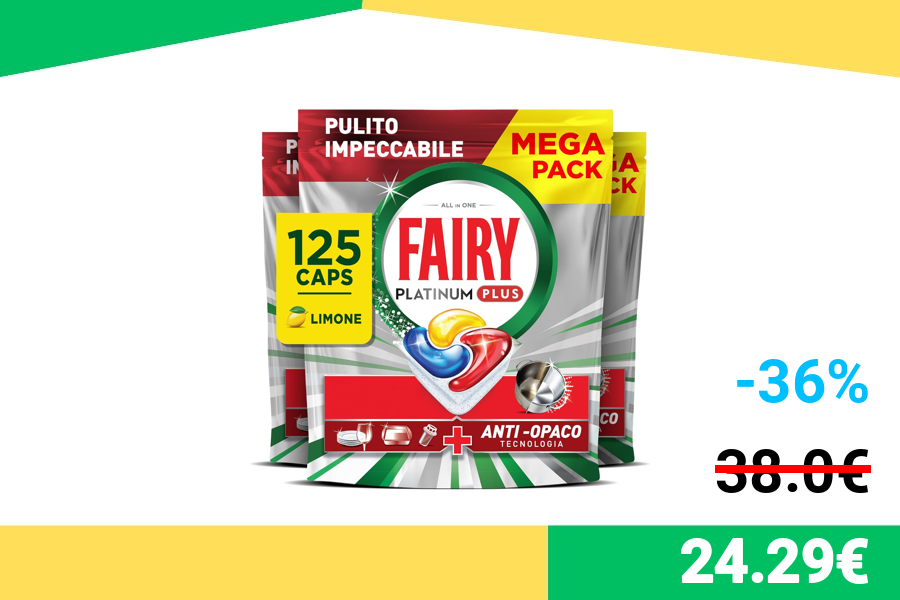 PULITO
IMPECCABILE
MEGA
PACK
ALL IN ONE
FAIRY
PLATINUM PLUS
125
CAPS
LIMONE
ANTI-OPACO
TECNOLOGIA
-36%
38.0€
24.29€